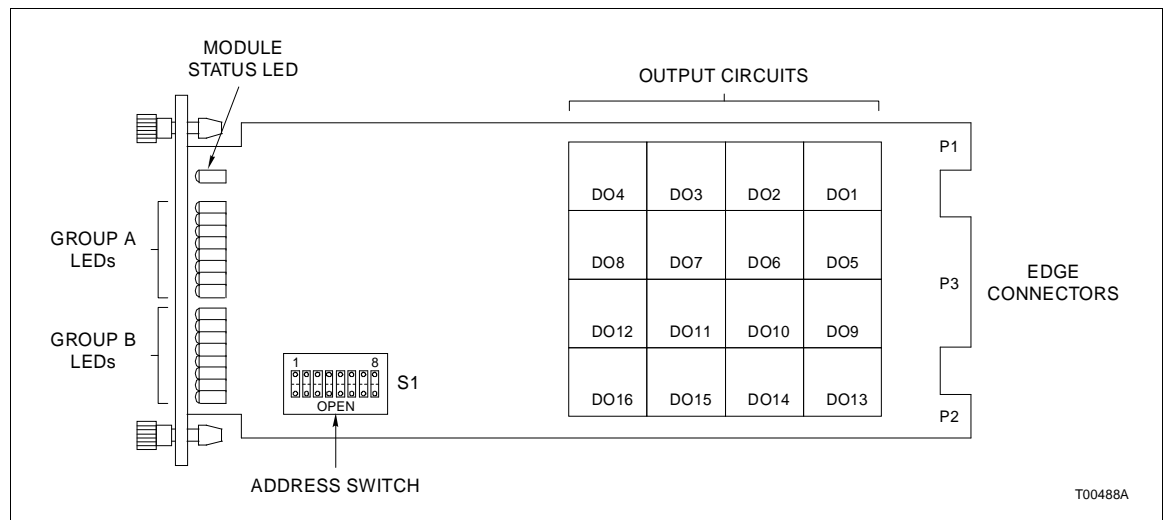 MODULE
STATUS LED
OUTPUT CIRCUITS
P1
DO4 DO3 DO2 DO1
GROUP A
LEDs
DO8 DO7 DO6 DO5
P3
EDGE
CONNECTORS
GROUP B
LEDs
DO12 DO11 DO10 DO9
1 8
S1
OPEN
DO16 DO15 DO14 DO13
P2
ADDRESS SWITCH
T00488A